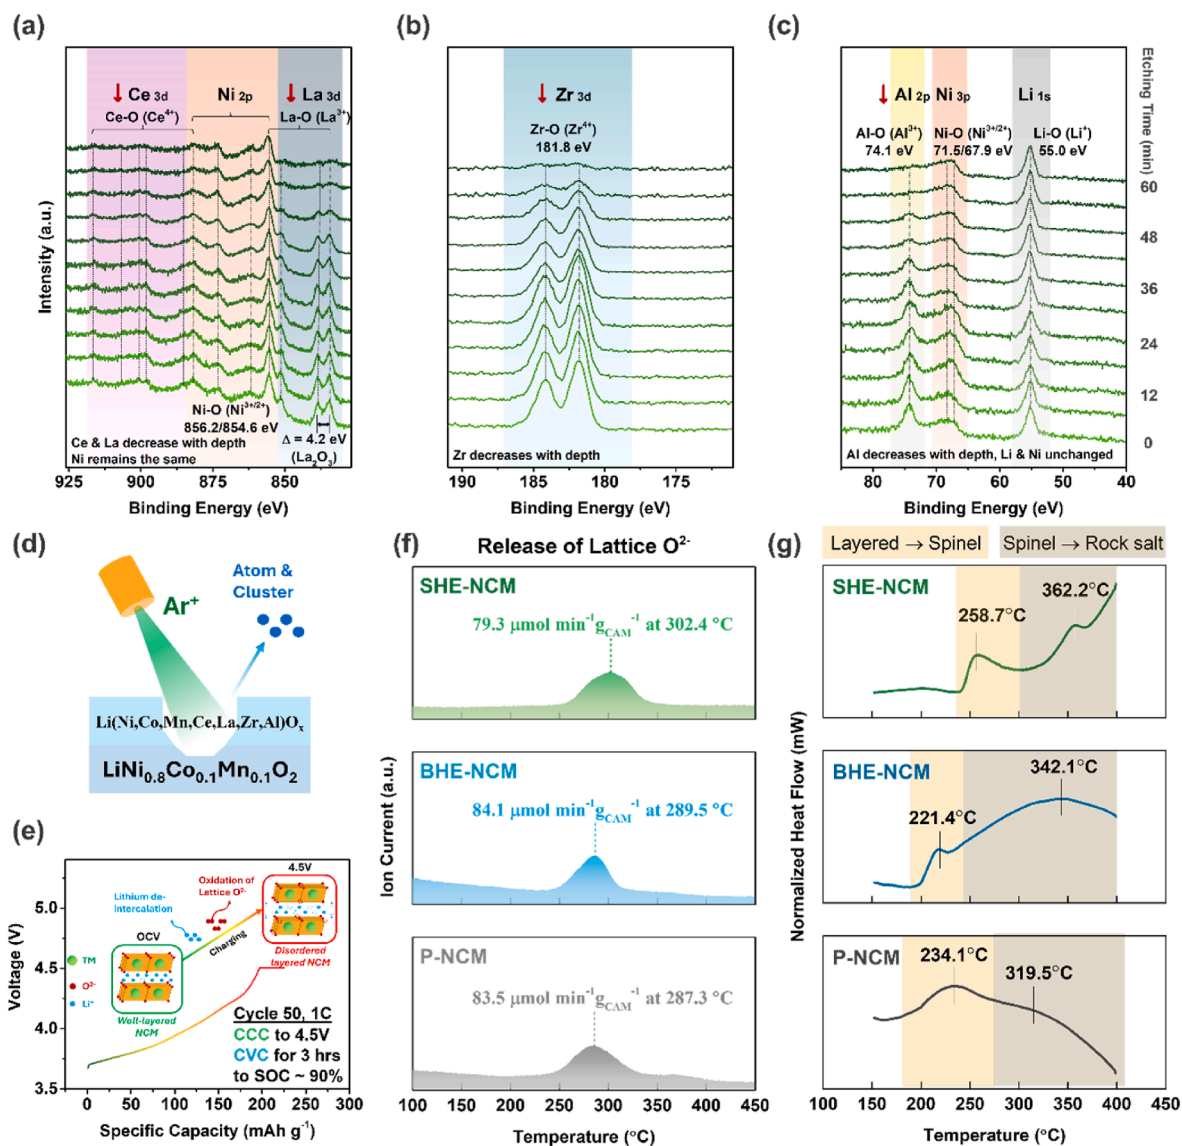 (a)
Ce 3d
Ni 2p
La 3d
Ce-O (Ce4+)
La-O (La3+)
Ni-O (Ni3+/2+)
856.2/854.6 eV
Δ = 4.2 eV
(La2O3)
Ce & La decrease with depth
Ni remains the same
Intensity (a.u.)
925 900 875 850
Binding Energy (eV)
(b)
Zr 3d
Zr-O (Zr4+)
181.8 eV
Zr decreases with depth
190 185 180 175
Binding Energy (eV)
(c)
Al 2p
Ni 3p
Li 1s
Al-O (Al3+)
74.1 eV
Ni-O (Ni3+/2+)
71.5/67.9 eV
Li-O (Li+)
55.0 eV
Al decreases with depth, Li & Ni unchanged
80 70 60 50 40
Binding Energy (eV)
Etching Time (min)
60
48
36
24
12
0
(d)
Atom &
Cluster
Ar+
Li(Ni,Co,Mn,Ce,La,Zr,Al)Ox
LiNi0.8Co0.1Mn0.1O2
(e)
4.5V
Oxidation of
Lattice O2-
Lithium de-
intercalation
Charging
OCV
Disordered
layered NCM
TM
O2-
Li+
Well-layered
NCM
Cycle 50, 1C
CCC to 4.5V
CVC for 3 hrs
to SOC ~ 90%
Voltage (V)
5.0
4.5
4.0
3.5
0 50 100 150 200 250 300
Specific Capacity (mAh g-1)
(f)
Release of Lattice O2-
SHE-NCM
79.3 μmol min-1gCAM-1 at 302.4 °C
BHE-NCM
84.1 μmol min-1gCAM-1 at 289.5 °C
P-NCM
83.5 μmol min-1gCAM-1 at 287.3 °C
Ion Current (a.u.)
100 150 200 250 300 350 400 450
Temperature (°C)
(g)
Layered → Spinel
Spinel → Rock salt
SHE-NCM
258.7°C
362.2°C
BHE-NCM
221.4°C
342.1°C
P-NCM
234.1°C
319.5°C
Normalized Heat Flow (mW)
100 150 200 250 300 350 400 450
Temperature (°C)